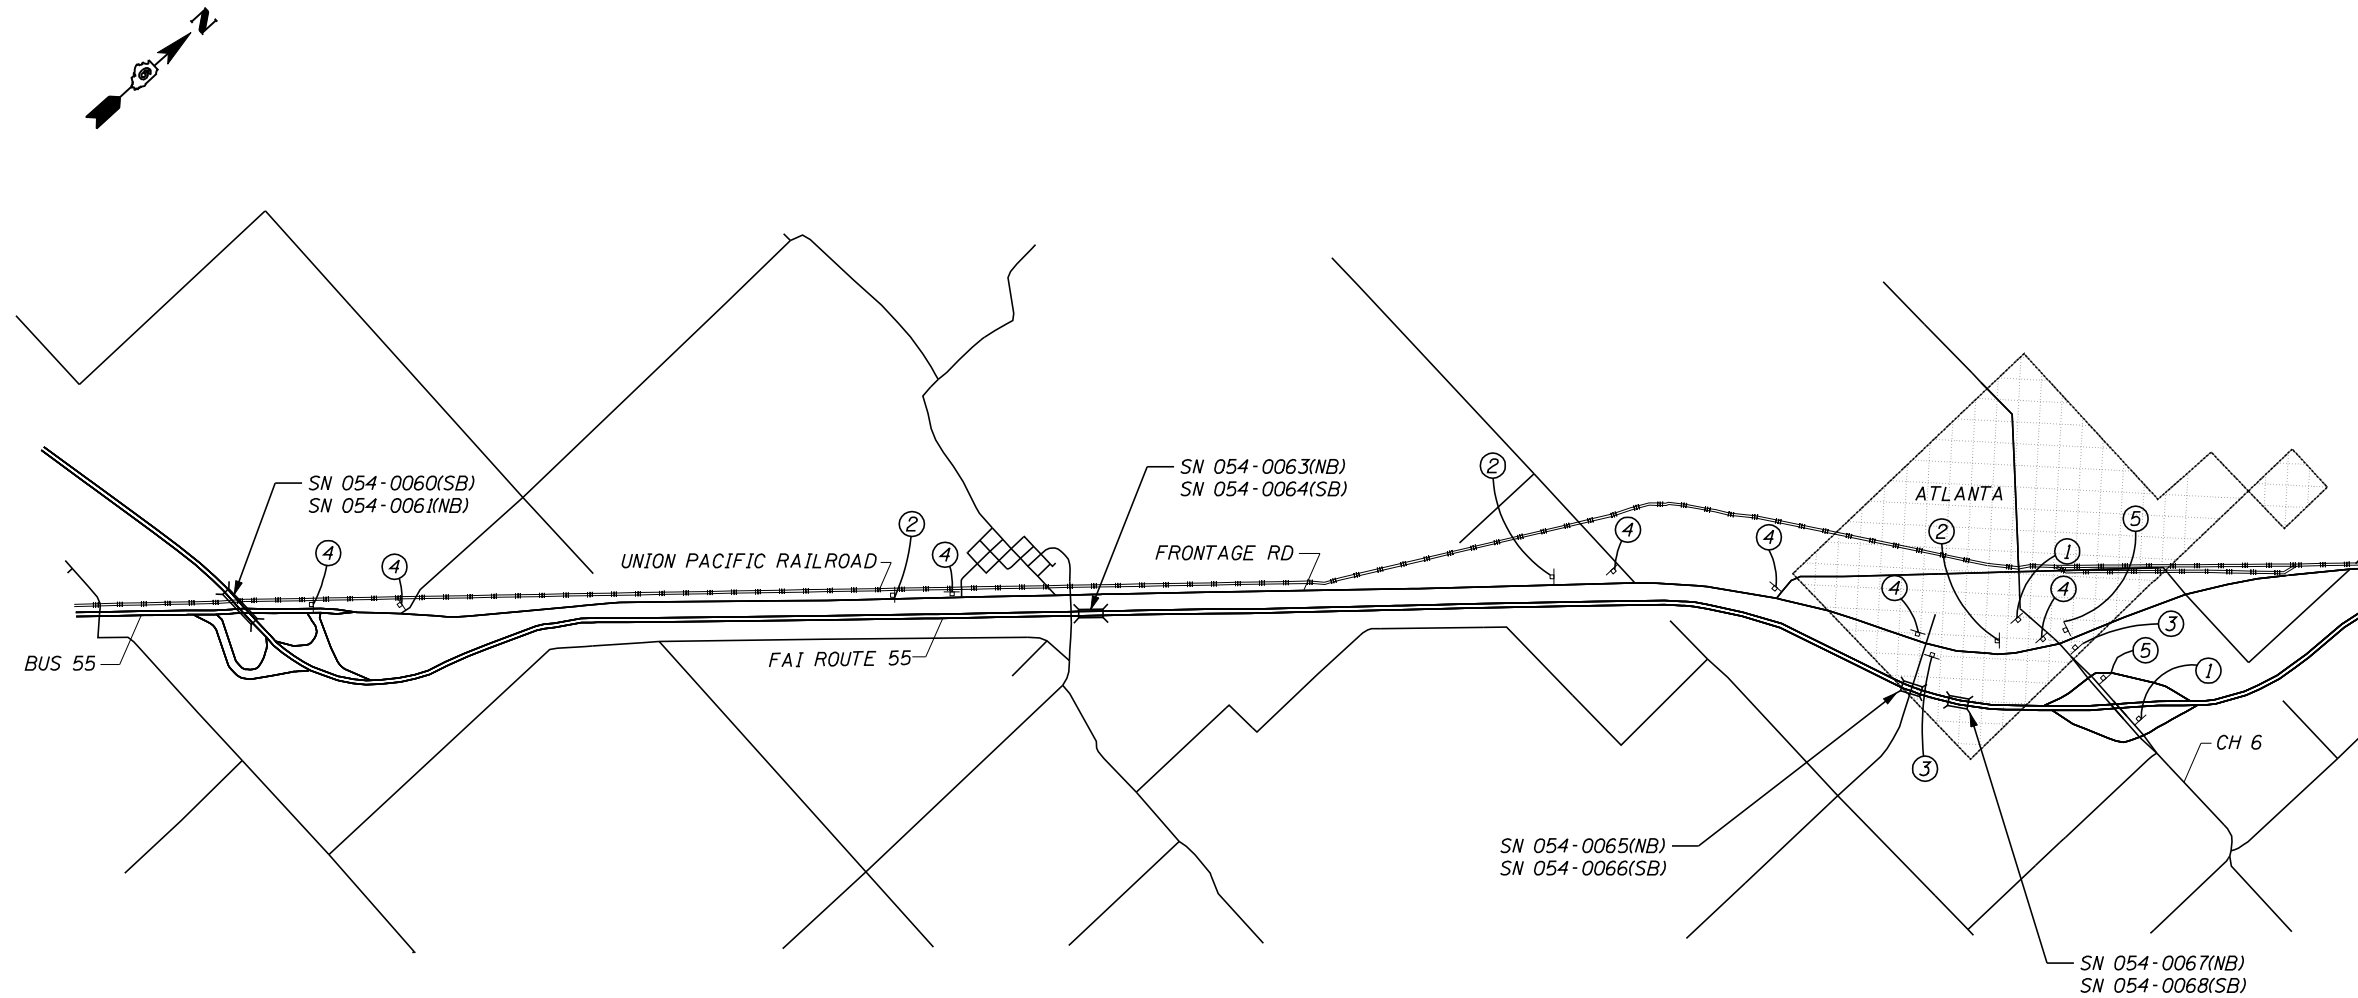 N
6
SN 054-0060(SB)
SN 054-0061(NB)
4
4
BUS 55
UNION PACIFIC RAILROAD
2
4
FAI ROUTE 55
SN 054-0063(NB)
SN 054-0064(SB)
FRONTAGE RD
2
4
4
ATLANTA
2
5
1
4
4
3
5
1
3
CH 6
SN 054-0065(NB)
SN 054-0066(SB)
SN 054-0067(NB)
SN 054-0068(SB)